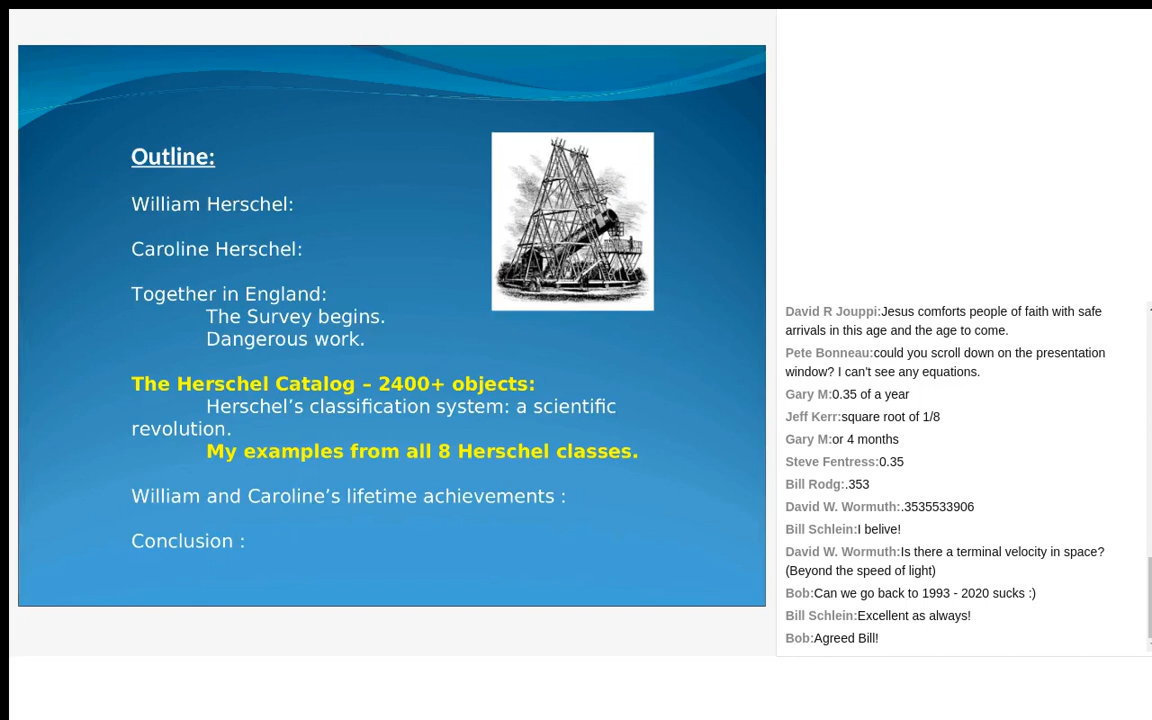 Outline:
William Herschel:
Caroline Herschel:
Together in England:
The Survey begins.
Dangerous work.
The Herschel Catalog – 2400+ objects:
Herschel’s classification system: a scientific
revolution.
My examples from all 8 Herschel classes.
William and Caroline’s lifetime achievements :
Conclusion :
David R Jouppi:Jesus comforts people of faith with safe
arrivals in this age and the age to come.
Pete Bonneau:could you scroll down on the presentation
window? I can't see any equations.
Gary M:0.35 of a year
Jeff Kerr:square root of 1/8
Gary M:or 4 months
Steve Fentress:0.35
Bill Rodg:.353
David W. Wormuth:.3535533906
Bill Schlein:I belive!
David W. Wormuth:Is there a terminal velocity in space?
(Beyond the speed of light)
Bob:Can we go back to 1993 - 2020 sucks :)
Bill Schlein:Excellent as always!
Bob:Agreed Bill!